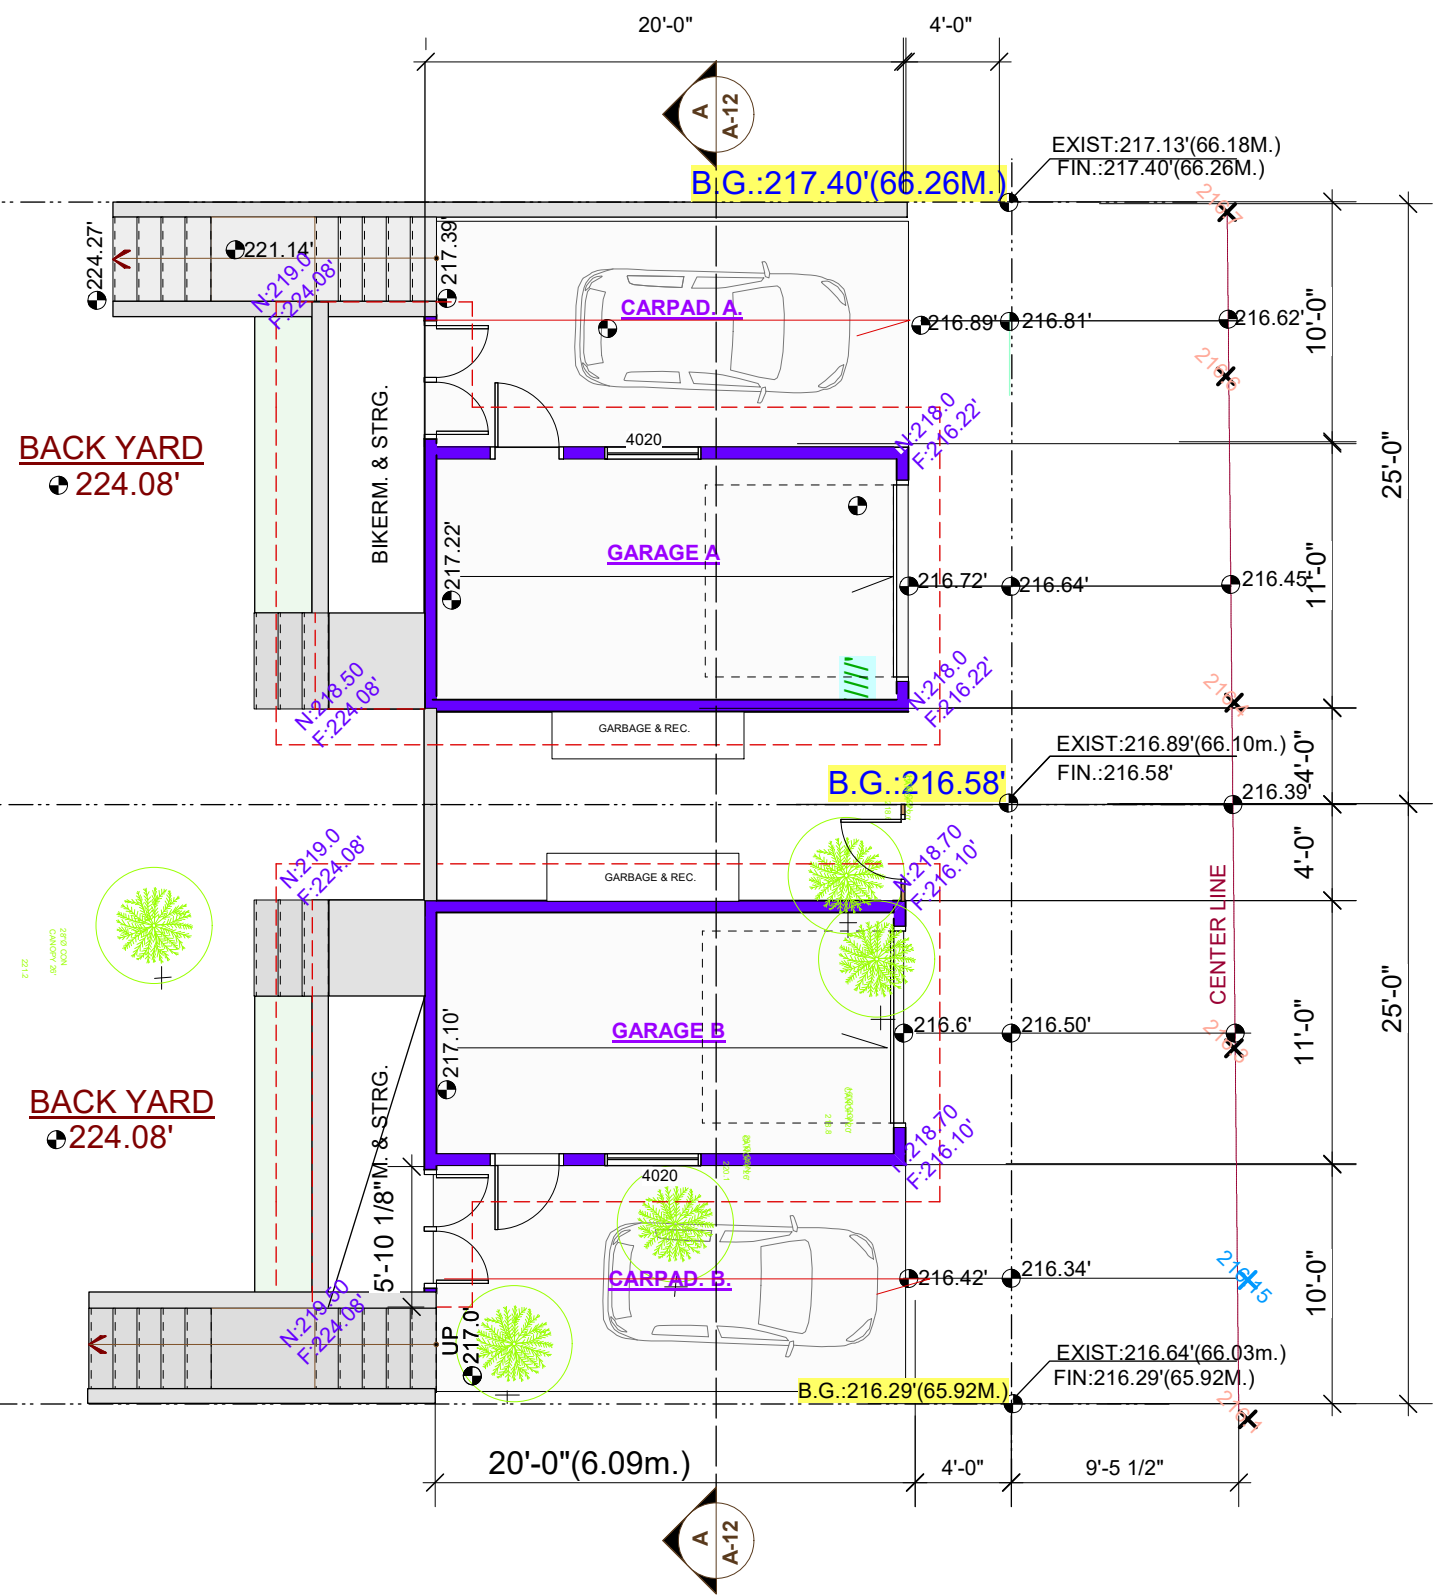 20'-0"
4'-0"
A
A-12
EXIST:217.13'(66.18M.)
FIN.:217.40'(66.26M.)
B.G.:217.40'(66.26M.)
224.27'
221.14'
217.39'
N:219.0
F:224.08'
CARPAD. A.
216.89'
216.81'
216.62'
10'-0"
BACK YARD
224.08'
BIKERM. & STRG.
4020
N:218.0
F:216.22'
25'-0"
217.22'
GARAGE A
216.72'
216.64'
216.45'
11'-0"
N:218.50
F:224.08'
N:218.0
F:216.22'
216.4
GARBAGE & REC.
EXIST:216.89'(66.10m.)
FIN.:216.58'
4'-0"
B.G.:216.58'
216.39'
N:219.0
F:224.08'
GARBAGE & REC.
N:218.70
F:216.10'
4'-0"
CENTER LINE
25'-0"
217.10'
GARAGE B
216.6'
216.50'
11'-0"
BACK YARD
224.08'
M. & STRG.
5'-10 1/8"
4020
N:218.70
F:216.10'
N:219.50
F:224.08'
CARPAD. B.
216.42'
216.34'
216.15
10'-0"
UP
217.0'
EXIST:216.64'(66.03m.)
FIN:216.29'(65.92M.)
B.G.:216.29'(65.92M.)
20'-0"(6.09m.)
4'-0"
9'-5 1/2"
A
A-12